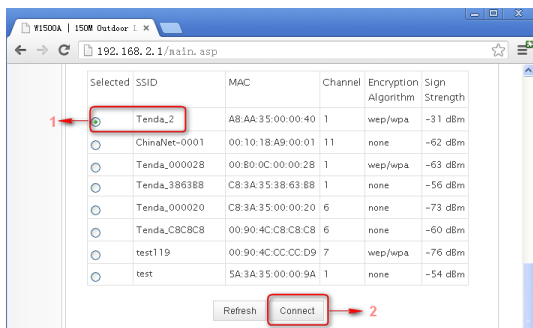 W1500A | 150M Outdoor
192.168.2.1/main.asp
Selected SSID MAC Channel Encryption Algorithm Sign Strength
1 Tenda_2 A8:AA:35:00:00:40 1 wep/wpa -31 dBm
ChinaNet-0001 00:10:18:A9:00:01 11 none -62 dBm
Tenda_000028 00:B0:0C:00:00:28 1 wep/wpa -63 dBm
Tenda_386388 C8:3A:35:38:63:88 1 none -56 dBm
Tenda_000020 C8:3A:35:00:00:20 6 none -73 dBm
Tenda_C8C8C8 00:90:4C:C8:C8:C8 6 none -60 dBm
test119 00:90:4C:CC:CC:D9 7 wep/wpa -76 dBm
test 5A:3A:35:00:00:9A 1 none -54 dBm
Refresh Connect 2